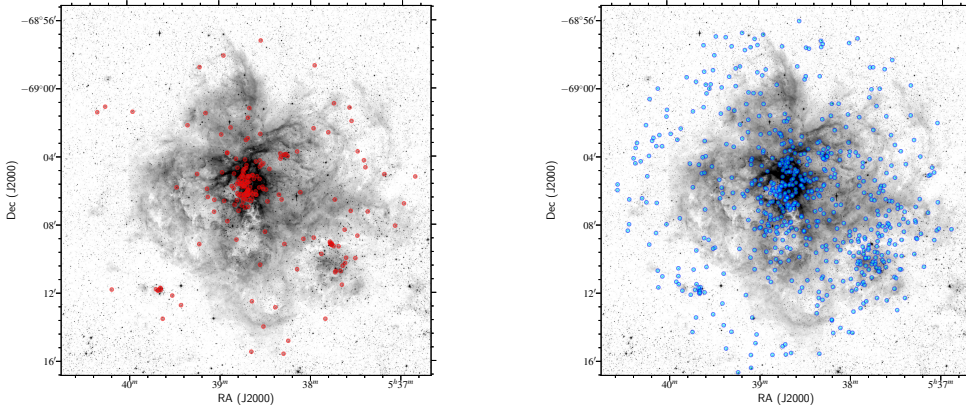 −68°56′
−69°00′
04′
08′
12′
16′
Dec (J2000)
40ᵐ
39ᵐ
38ᵐ
5ʰ37ᵐ
RA (J2000)
−68°56′
−69°00′
04′
08′
12′
16′
Dec (J2000)
40ᵐ
39ᵐ
38ᵐ
5ʰ37ᵐ
RA (J2000)